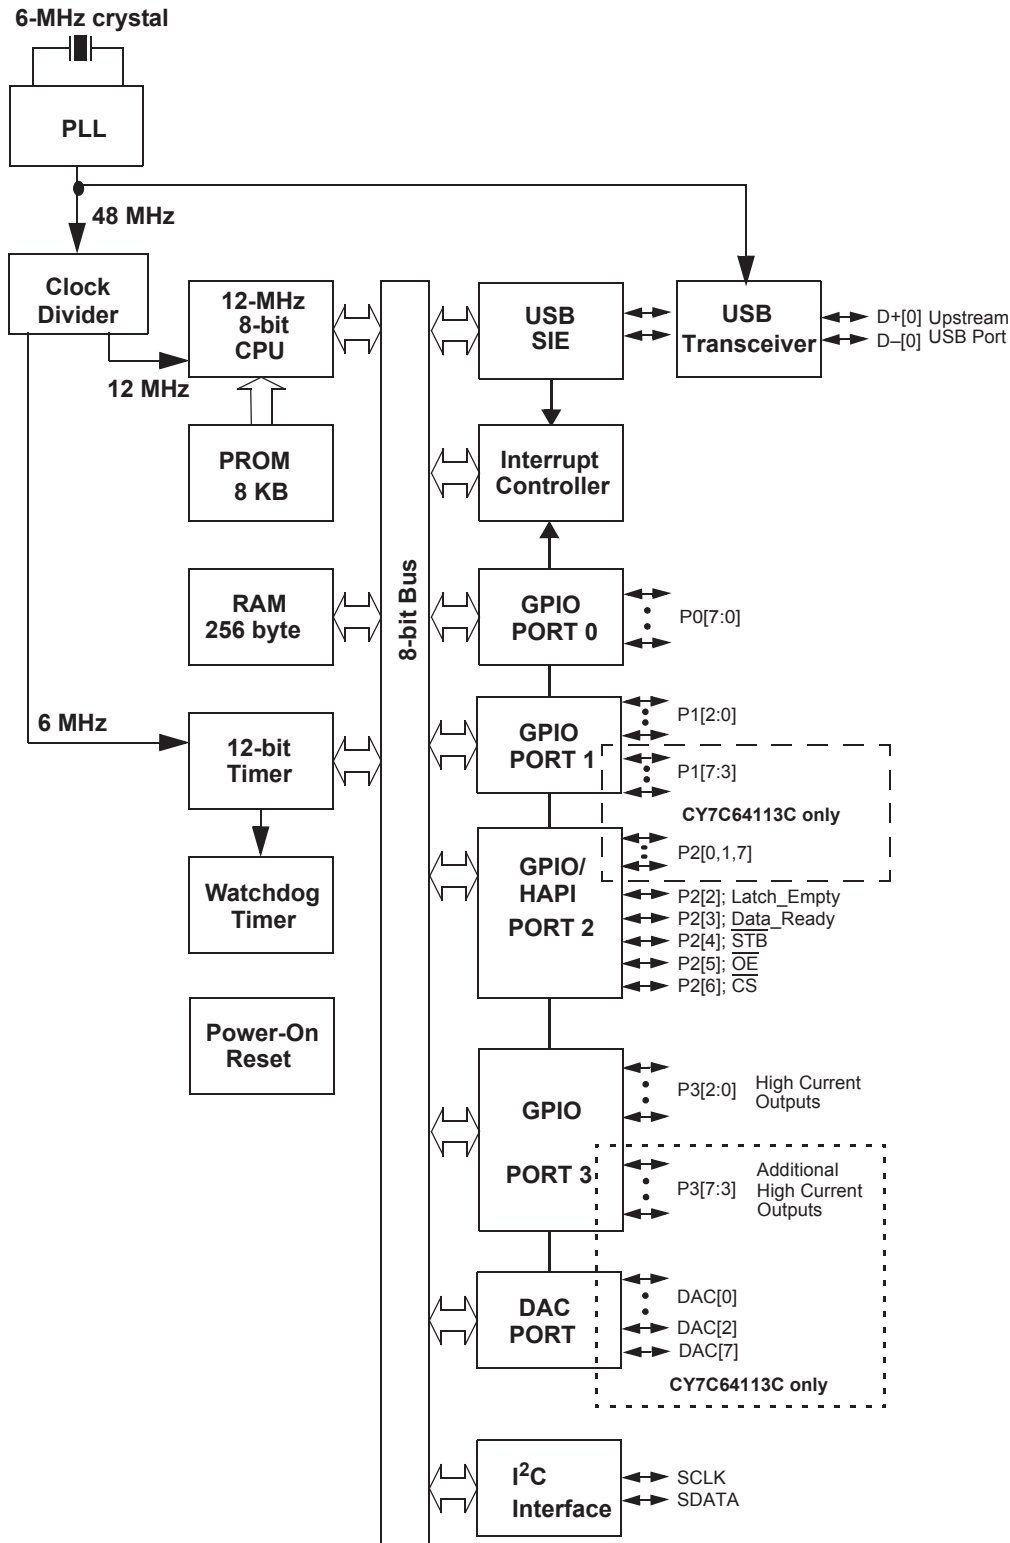 6-MHz crystal
PLL
48 MHz
Clock
Divider
12-MHz
8-bit
CPU
12 MHz
USB
SIE
USB
Transceiver
D+[0] Upstream
D–[0] USB Port
PROM
8 KB
Interrupt
Controller
RAM
256 byte
8-bit Bus
GPIO
PORT 0
P0[7:0]
6 MHz
12-bit
Timer
GPIO
PORT 1
P1[2:0]
P1[7:3]
CY7C64113C only
P2[0,1,7]
Watchdog
Timer
GPIO/
HAPI
PORT 2
P2[2]; Latch_Empty
P2[3]; Data_Ready
P2[4]; S̅T̅B̅
P2[5]; O̅E̅
P2[6]; C̅S̅
Power-On
Reset
GPIO
PORT 3
P3[2:0]
High Current
Outputs
P3[7:3]
Additional
High Current
Outputs
DAC
PORT
DAC[0]
DAC[2]
DAC[7]
CY7C64113C only
I²C
Interface
SCLK
SDATA